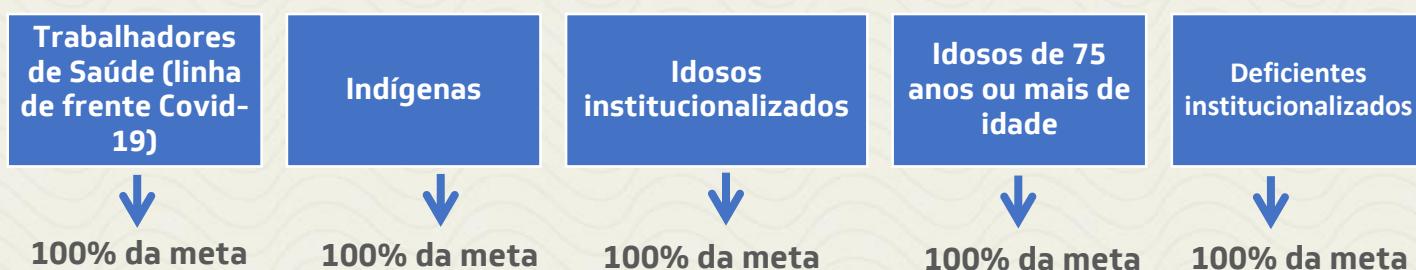 Trabalhadores
de Saúde (linha
de frente Covid-
19)
Indígenas
Idosos
institucionalizados
Idosos de 75
anos ou mais de
idade
Deficientes
institucionalizados
100% da meta
100% da meta
100% da meta
100% da meta
100% da meta